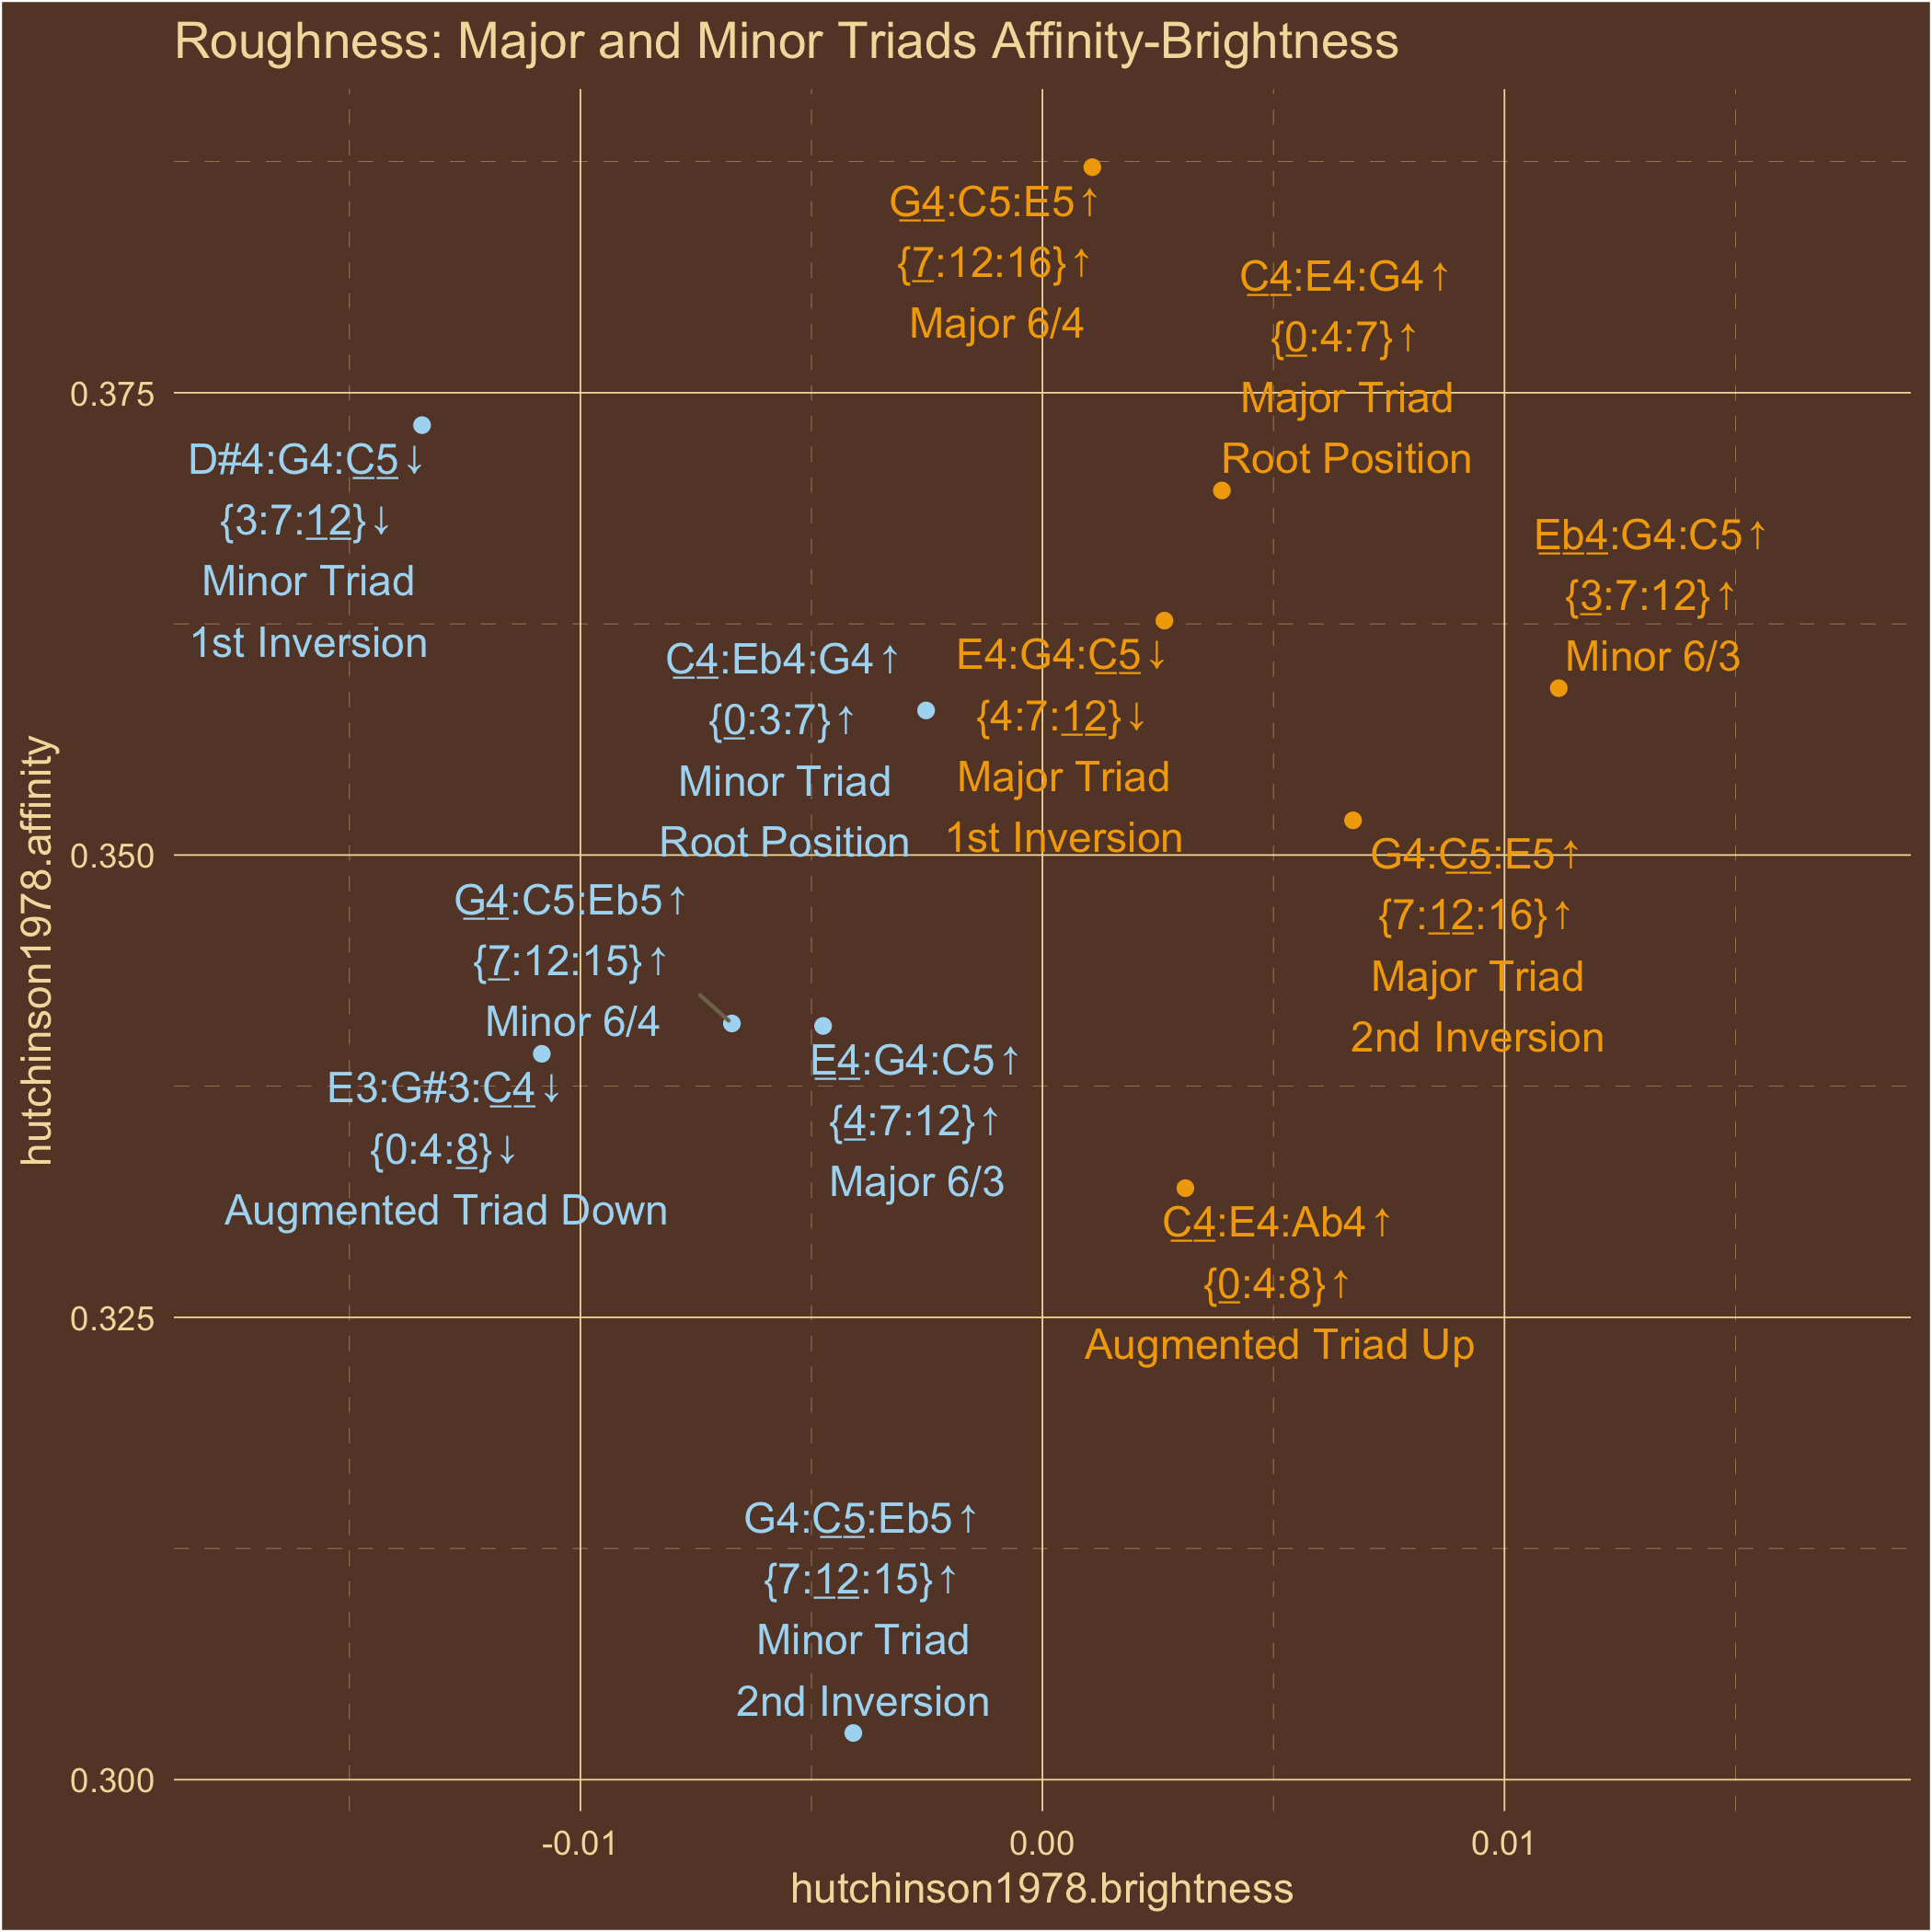 Roughness: Major and Minor Triads Affinity-Brightness
G4:C5:E5↑
{7:12:16}↑
Major 6/4
C4:E4:G4↑
{0:4:7}↑
Major Triad
Root Position
0.375
D#4:G4:C5↓
{3:7:12}↓
Minor Triad
1st Inversion
Eb4:G4:C5↑
{3:7:12}↑
Minor 6/3
C4:Eb4:G4↑
{0:3:7}↑
Minor Triad
Root Position
E4:G4:C5↓
{4:7:12}↓
Major Triad
1st Inversion
0.350
G4:C5:E5↑
{7:12:16}↑
Major Triad
2nd Inversion
G4:C5:Eb5↑
{7:12:15}↑
Minor 6/4
E3:G#3:C4↓
{0:4:8}↓
Augmented Triad Down
E4:G4:C5↑
{4:7:12}↑
Major 6/3
C4:E4:Ab4↑
{0:4:8}↑
Augmented Triad Up
0.325
G4:C5:Eb5↑
{7:12:15}↑
Minor Triad
2nd Inversion
0.300
hutchinson1978.affinity
-0.01
0.00
0.01
hutchinson1978.brightness